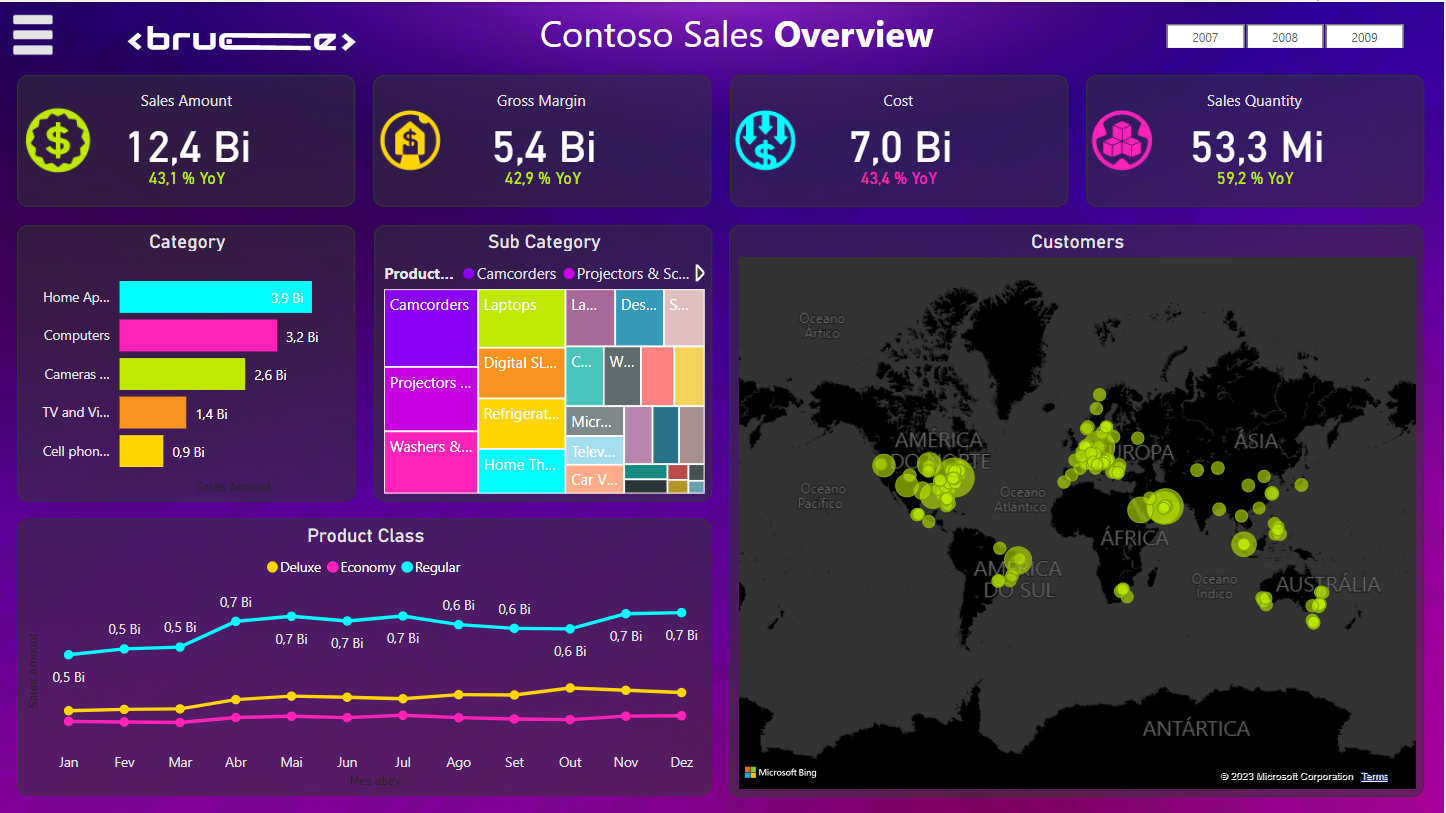 <bruce>
Contoso Sales Overview
2007
2008
2009
Sales Amount
12,4 Bi
43,1 % YoY
Gross Margin
5,4 Bi
42,9 % YoY
Cost
7,0 Bi
43,4 % YoY
Sales Quantity
53,3 Mi
59,2 % YoY
Category
Home Ap...
3,9 Bi
Computers
3,2 Bi
Cameras ...
2,6 Bi
TV and Vi...
1,4 Bi
Cell phon...
0,9 Bi
Sales Amount
Sub Category
Product... Camcorders Projectors & Sc...
Camcorders
Projectors ...
Washers &...
Laptops
Digital SL...
Refrigerat...
Home Th...
La...
Des...
S...
C...
W...
Micr...
Telev...
Car V...
Customers
Oceano
Ártico
AMÉRICA
DO NORTE
EUROPA
ÁSIA
Oceano
Pacífico
Oceano
Atlântico
ÁFRICA
AMÉRICA
DO SUL
Oceano
Índico
AUSTRÁLIA
ANTÁRTICA
Microsoft Bing
© 2023 Microsoft Corporation Terms
Product Class
Deluxe Economy Regular
Sales Amount
0,5 Bi
0,5 Bi
0,5 Bi
0,7 Bi
0,7 Bi
0,7 Bi
0,7 Bi
0,6 Bi
0,6 Bi
0,6 Bi
0,7 Bi
0,7 Bi
Jan Fev Mar Abr Mai Jun Jul Ago Set Out Nov Dez
Mes abev